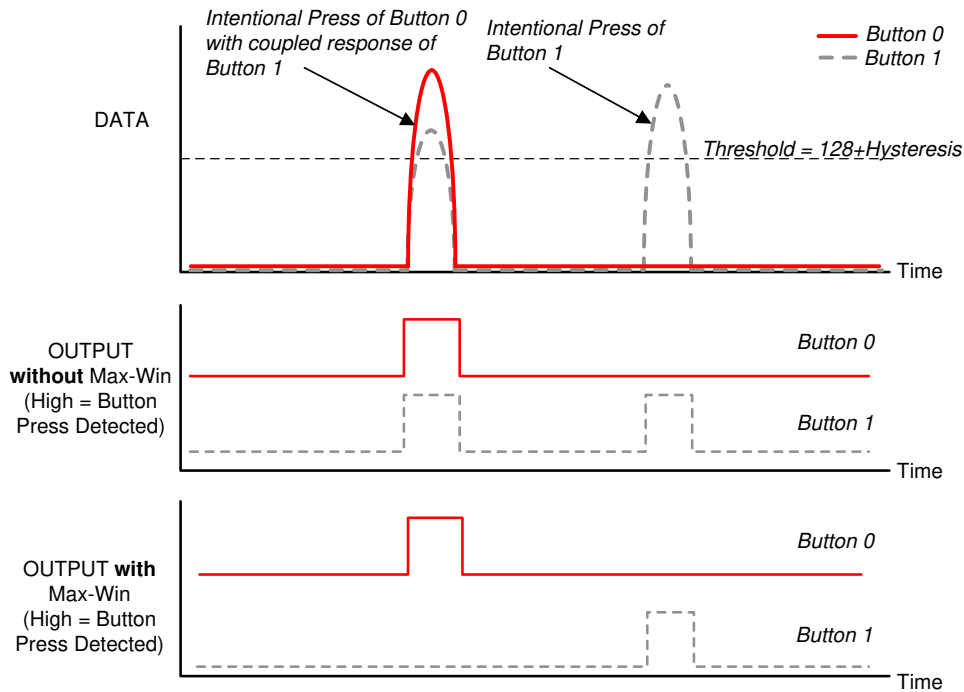 Intentional Press of Button 0
with coupled response of
Button 1
Intentional Press of
Button 1
Button 0
Button 1
DATA
Threshold = 128+Hysteresis
Time
OUTPUT
without Max-Win
(High = Button
Press Detected)
Button 0
Button 1
Time
OUTPUT with
Max-Win
(High = Button
Press Detected)
Button 0
Button 1
Time